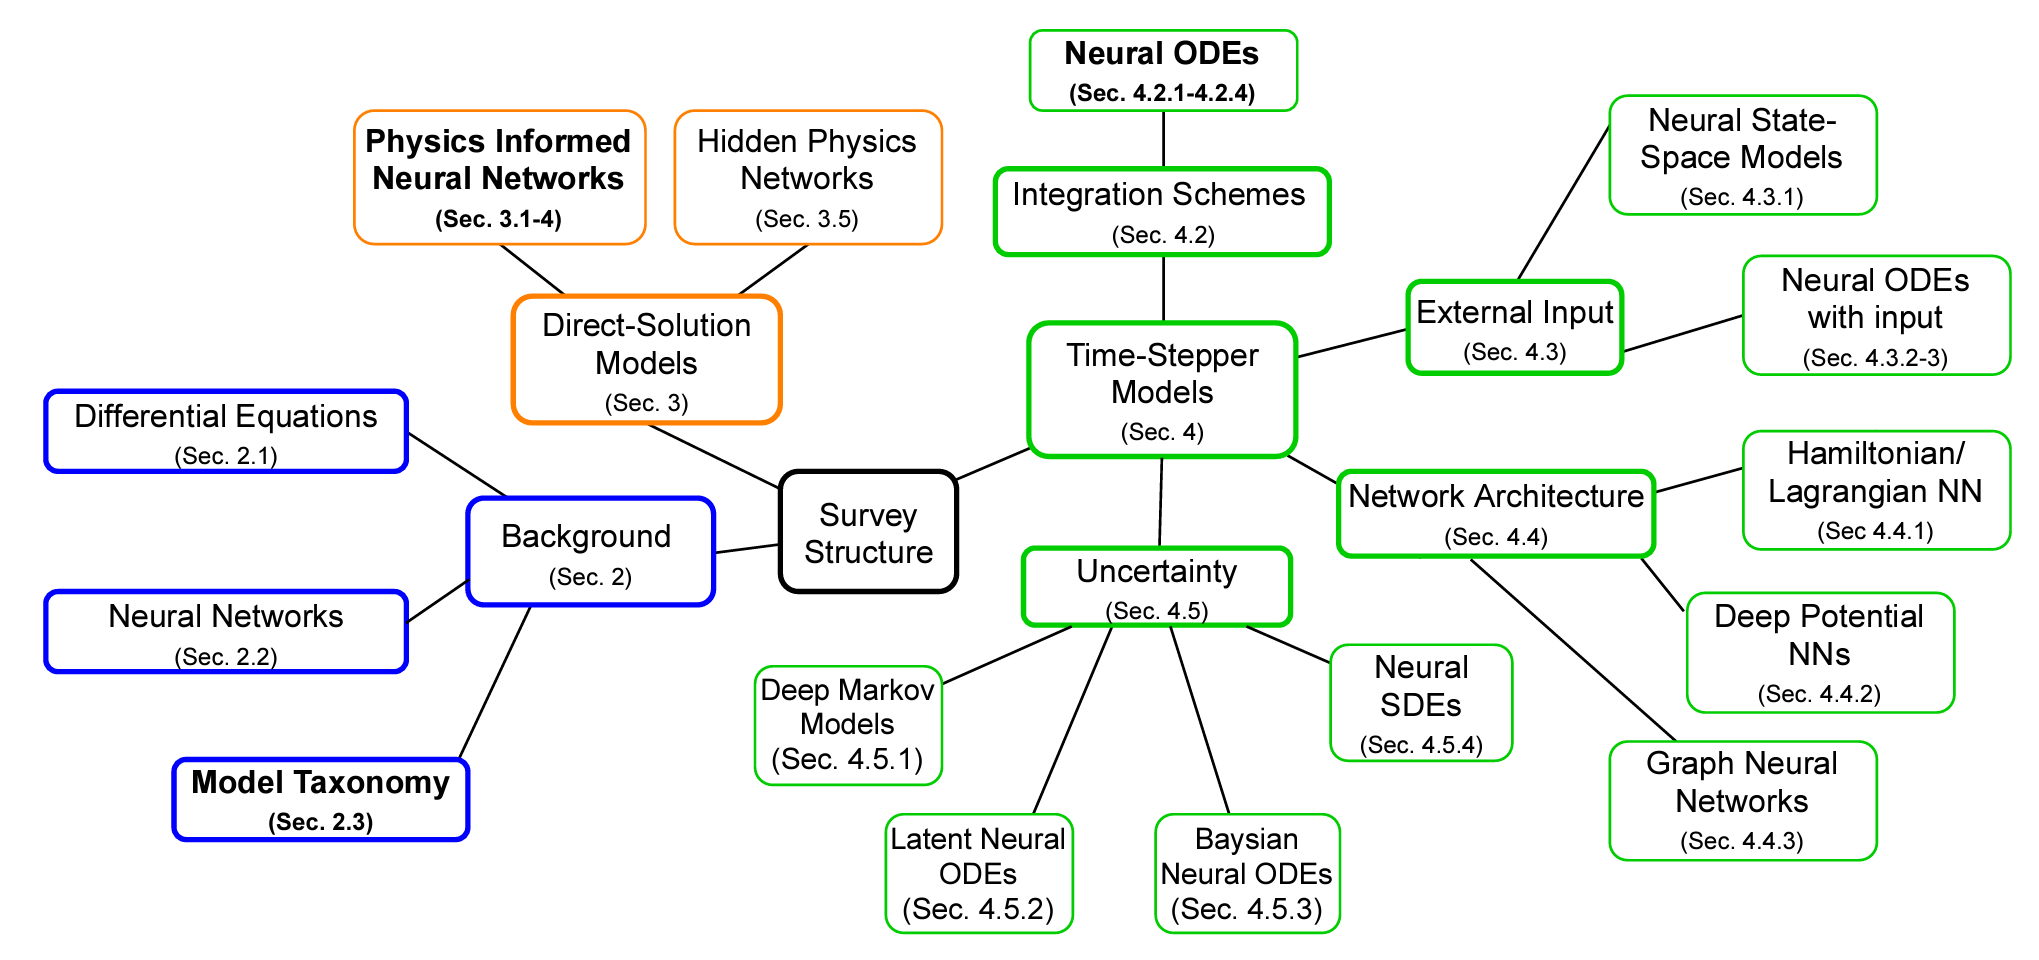 Neural ODEs
(Sec. 4.2.1-4.2.4)
Physics Informed
Neural Networks
(Sec. 3.1-4)
Hidden Physics
Networks
(Sec. 3.5)
Integration Schemes
(Sec. 4.2)
Neural State-
Space Models
(Sec. 4.3.1)
Direct-Solution
Models
(Sec. 3)
Time-Stepper
Models
(Sec. 4)
External Input
(Sec. 4.3)
Neural ODEs
with input
(Sec. 4.3.2-3)
Differential Equations
(Sec. 2.1)
Background
(Sec. 2)
Survey
Structure
Network Architecture
(Sec. 4.4)
Hamiltonian/
Lagrangian NN
(Sec 4.4.1)
Neural Networks
(Sec. 2.2)
Uncertainty
(Sec. 4.5)
Deep Potential
NNs
(Sec. 4.4.2)
Model Taxonomy
(Sec. 2.3)
Deep Markov
Models
(Sec. 4.5.1)
Neural
SDEs
(Sec. 4.5.4)
Graph Neural
Networks
(Sec. 4.4.3)
Latent Neural
ODEs
(Sec. 4.5.2)
Baysian
Neural ODEs
(Sec. 4.5.3)